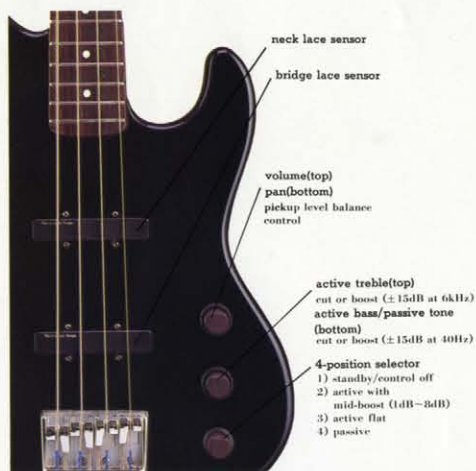 neck lace sensor
bridge lace sensor
volume(top)
pan(bottom)
pickup level balance
control
active treble(top)
cut or boost (±15dB at 6kHz)
active bass/passive tone
(bottom)
cut or boost (±15dB at 40Hz)
4-position selector
1) standby/control off
2) active with
mid-boost (1dB~8dB)
3) active flat
4) passive